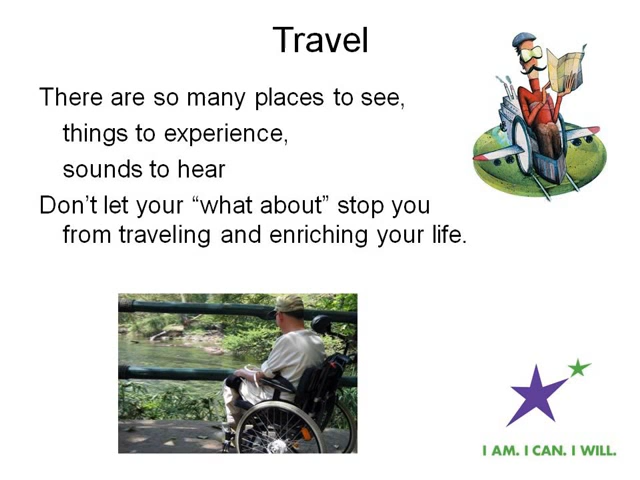 Travel
There are so many places to see,
things to experience,
sounds to hear
Don’t let your “what about” stop you
from traveling and enriching your life.
I AM. I CAN. I WILL.